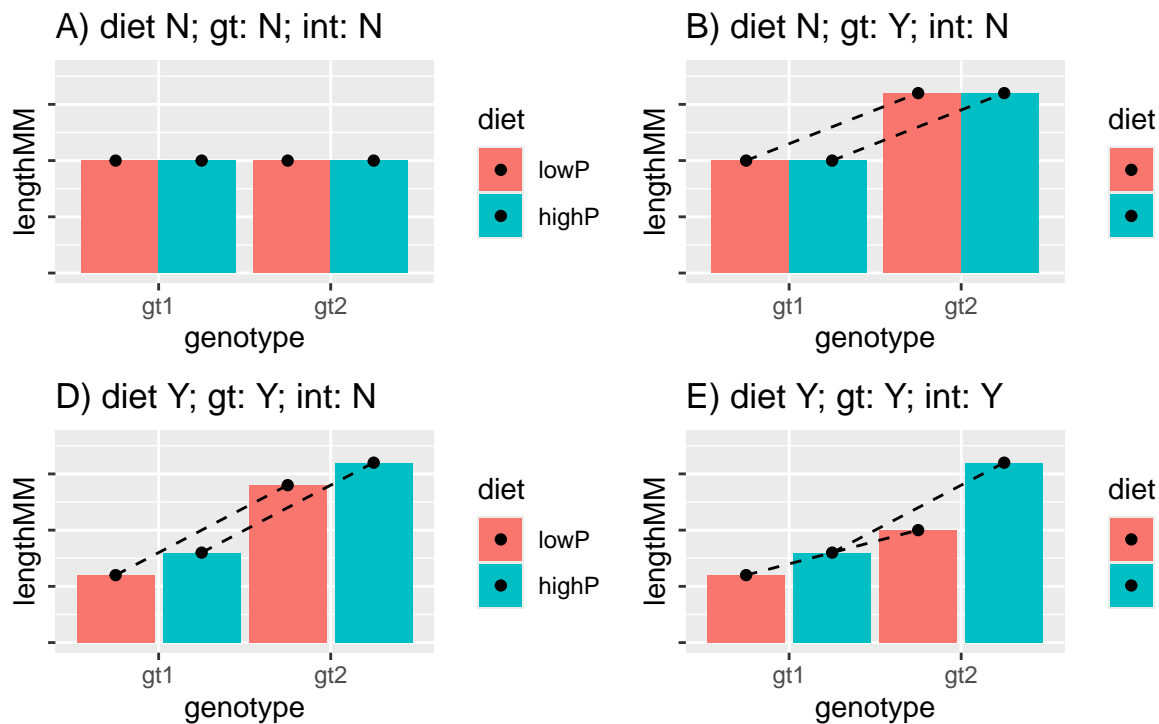 A) diet N; gt: N; int: N
lengthMM
gt1 gt2
genotype
diet
lowP
highP
B) diet N; gt: Y; int: N
lengthMM
gt1 gt2
genotype
diet
D) diet Y; gt: Y; int: N
lengthMM
gt1 gt2
genotype
diet
lowP
highP
E) diet Y; gt: Y; int: Y
lengthMM
gt1 gt2
genotype
diet